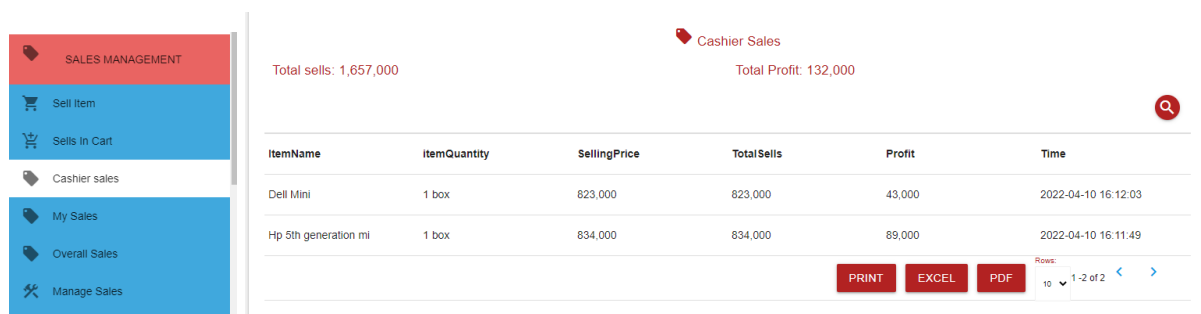 SALES MANAGEMENT
Sell Item
Sells In Cart
Cashier sales
My Sales
Overall Sales
Manage Sales
Cashier Sales
Total sells: 1,657,000 Total Profit: 132,000
ItemName itemQuantity SellingPrice TotalSells Profit Time
Dell Mini 1 box 823,000 823,000 43,000 2022-04-10 16:12:03
Hp 5th generation mi 1 box 834,000 834,000 89,000 2022-04-10 16:11:49
PRINT EXCEL PDF Rows: 10 1 -2 of 2